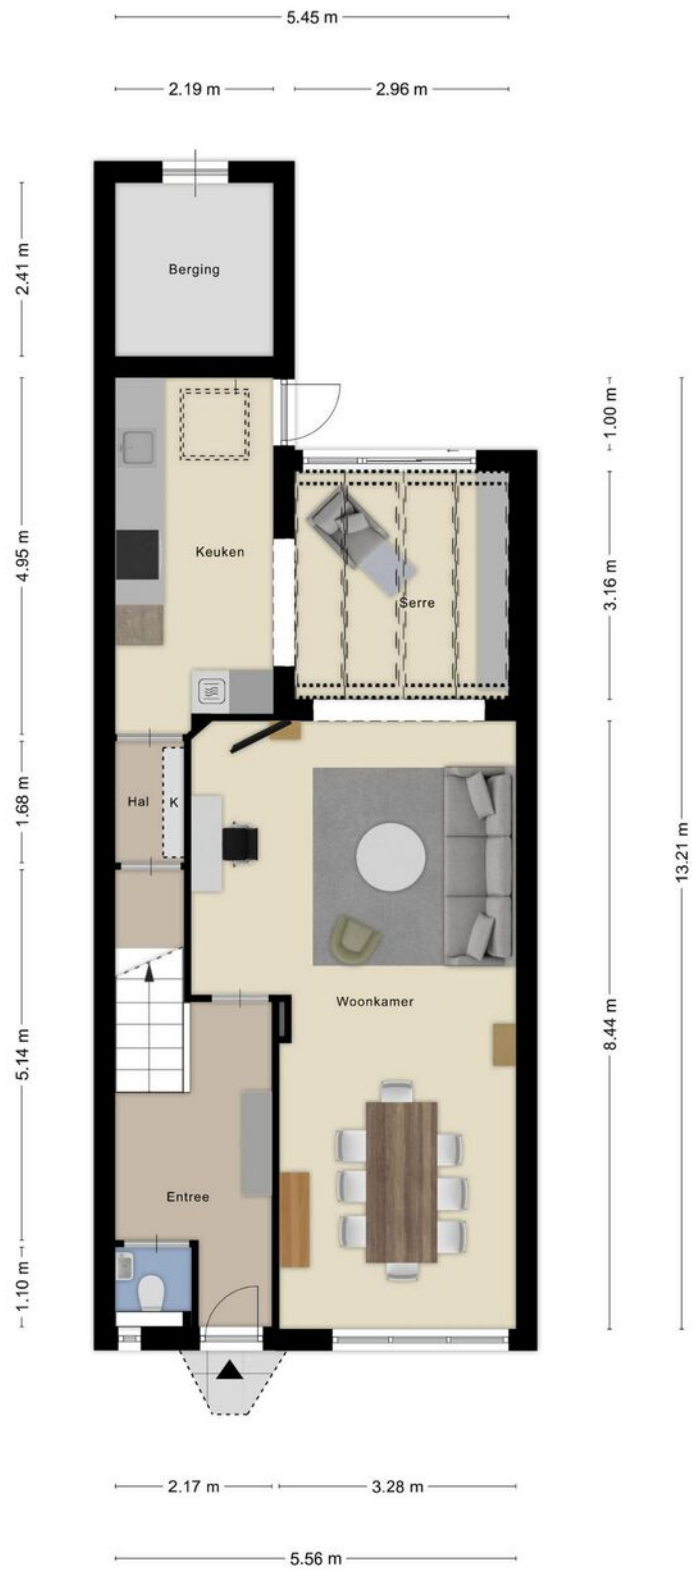 5.45 m
2.19 m
2.96 m
Berging
2.41 m
1.00 m
Keuken
4.95 m
Serre
3.16 m
Hal
K
1.68 m
13.21 m
Woonkamer
8.44 m
5.14 m
Entree
1.10 m
2.17 m
3.28 m
5.56 m